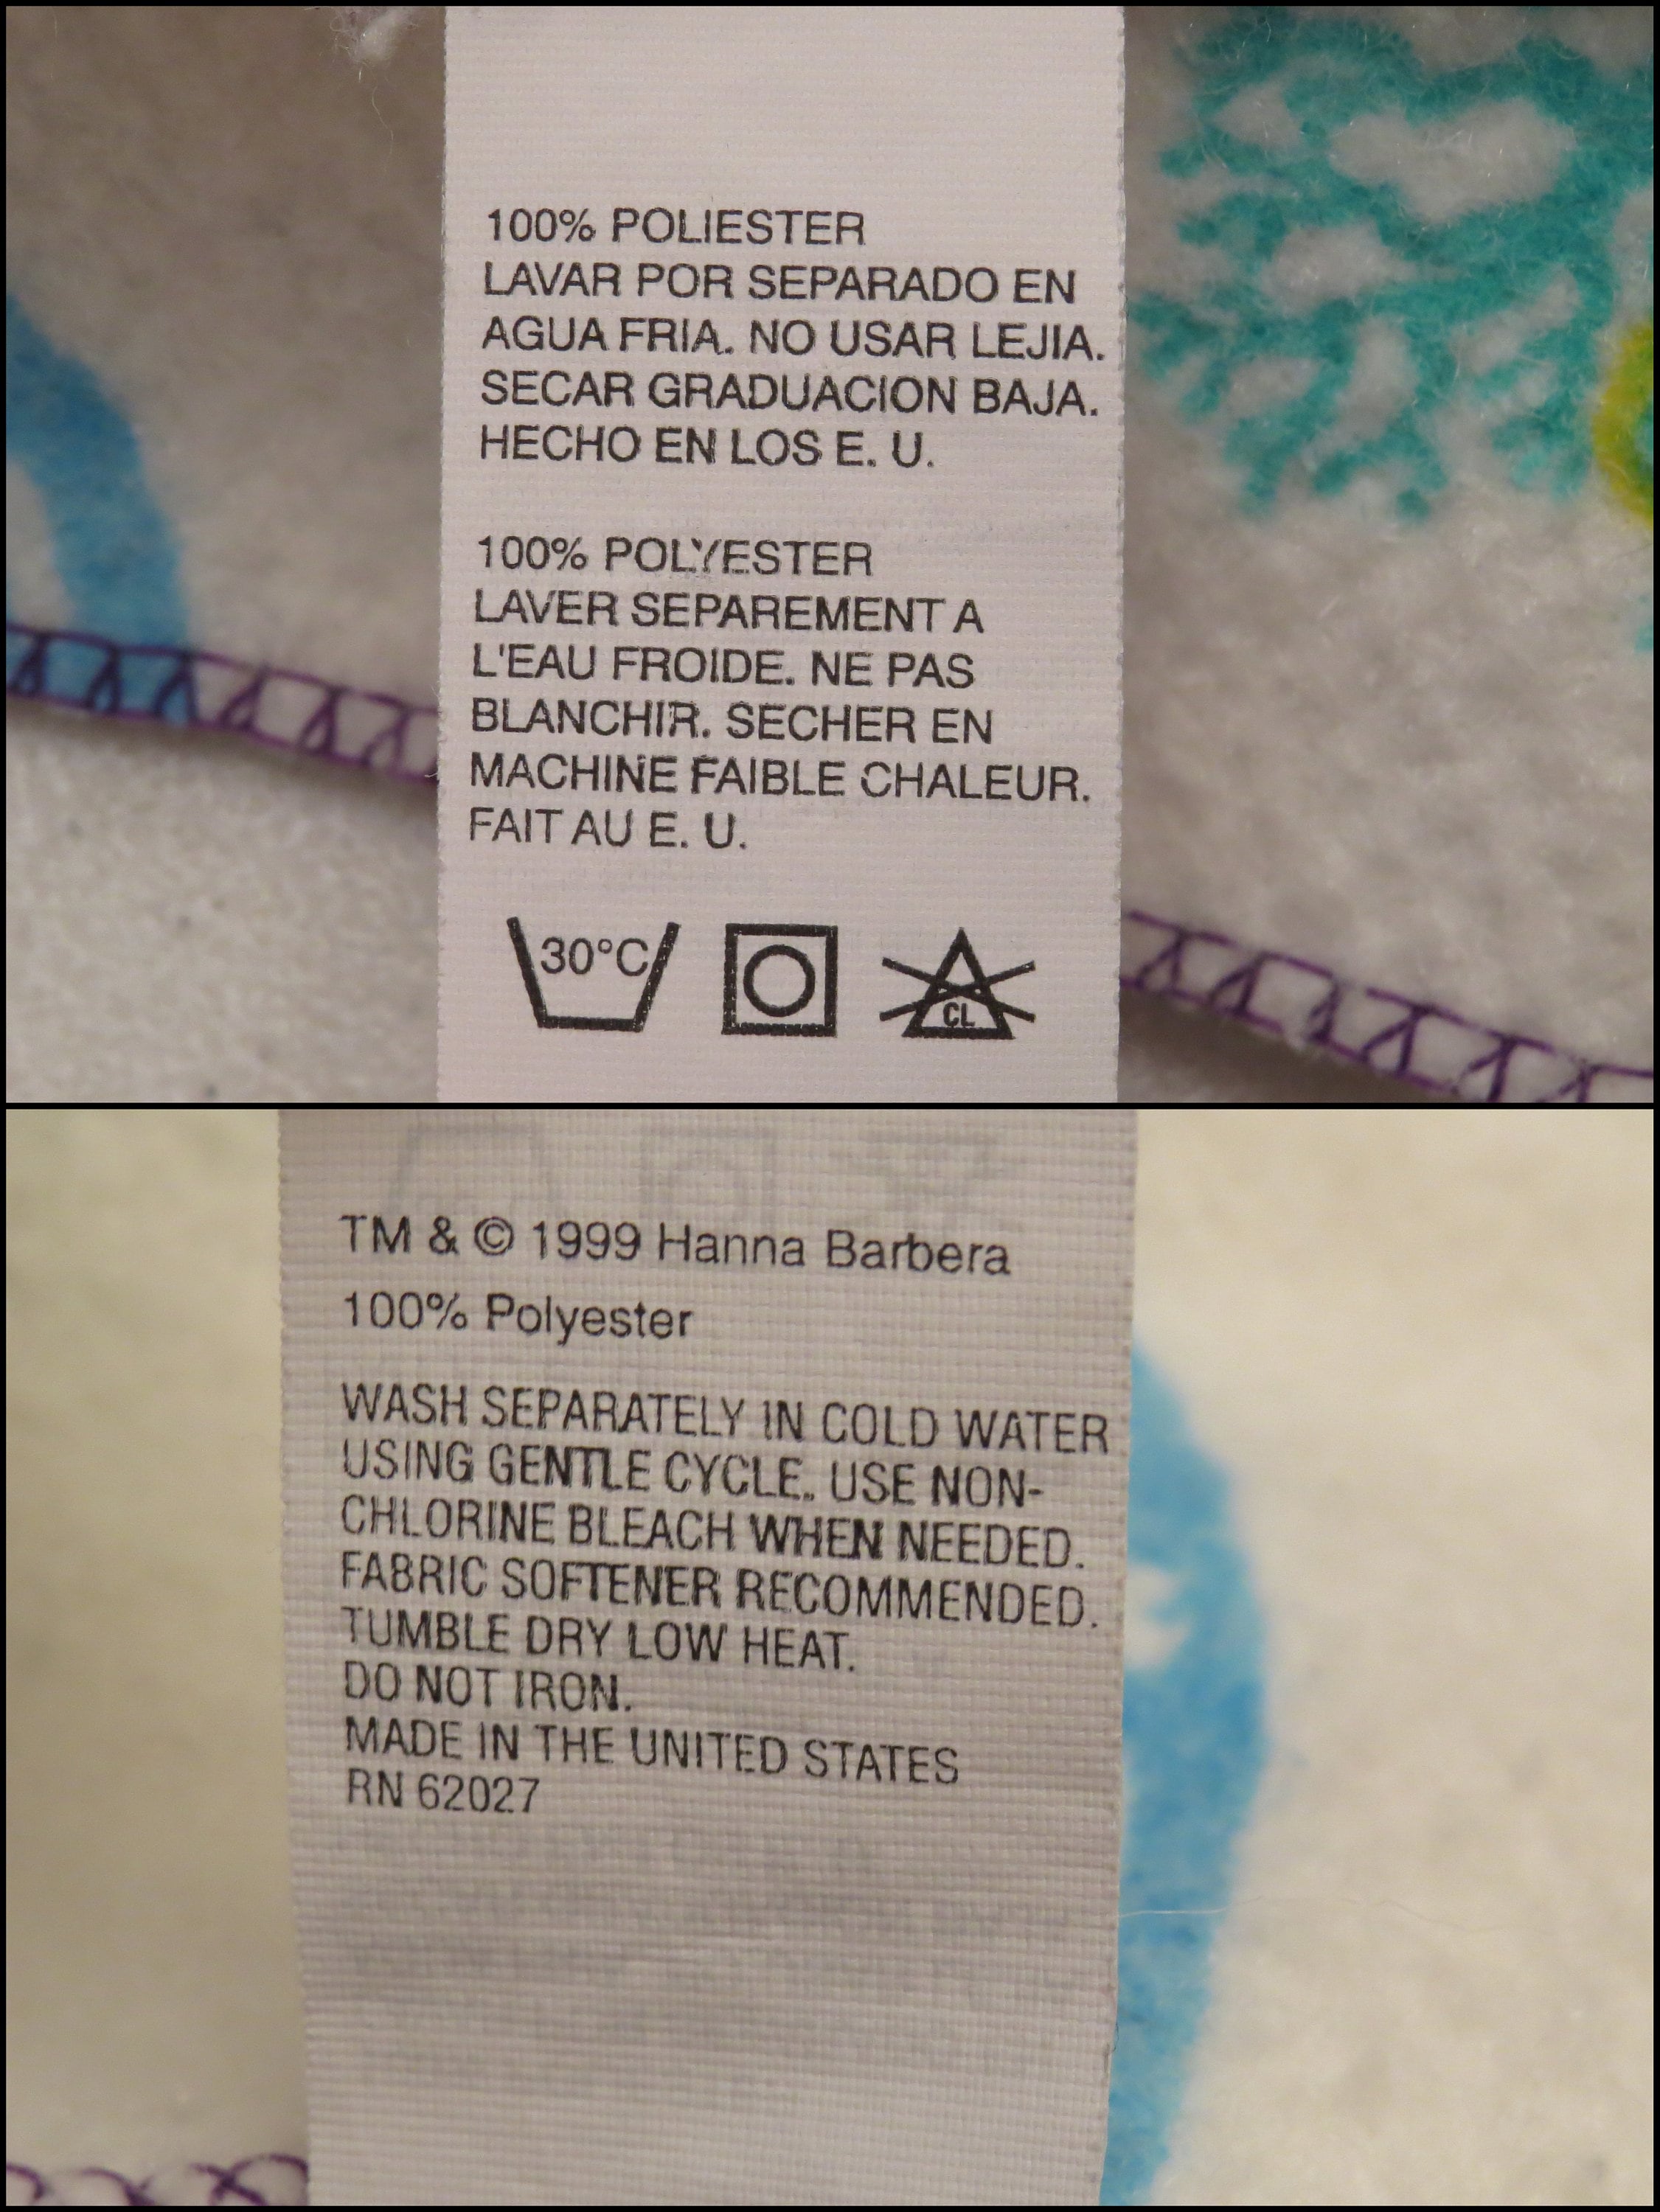 100% POLIESTER
LAVAR POR SEPARADO EN
AGUA FRIA. NO USAR LEJIA.
SECAR GRADUACION BAJA.
HECHO EN LOS E. U.
100% POLYESTER
LAVER SEPAREMENT A
L'EAU FROIDE. NE PAS
BLANCHIR. SECHER EN
MACHINE FAIBLE CHALEUR.
FAIT AU E. U.
30°C CL
TM & © 1999 Hanna Barbera
100% Polyester
WASH SEPARATELY IN COLD WATER
USING GENTLE CYCLE. USE NON-
CHLORINE BLEACH WHEN NEEDED.
FABRIC SOFTENER RECOMMENDED.
TUMBLE DRY LOW HEAT.
DO NOT IRON.
MADE IN THE UNITED STATES
RN 62027